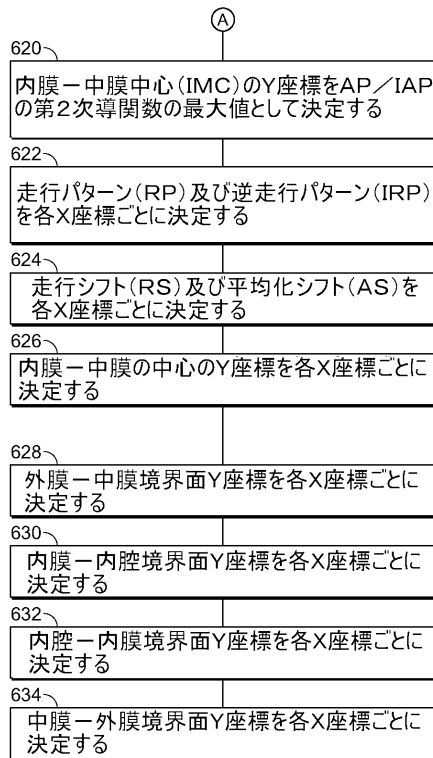 A
620
内膜－中膜中心(IMC)のY座標をAP／IAP
の第2次導関数の最大値として決定する
622
走行パターン(RP)及び逆走行パターン(IRP)
を各X座標ごとに決定する
624
走行シフト(RS)及び平均化シフト(AS)を
各X座標ごとに決定する
626
内膜－中膜の中心のY座標を各X座標ごとに
決定する
628
外膜－中膜境界面Y座標を各X座標ごとに
決定する
630
内膜－内腔境界面Y座標を各X座標ごとに
決定する
632
内腔－内膜境界面Y座標を各X座標ごとに
決定する
634
中膜－外膜境界面Y座標を各X座標ごとに
決定する